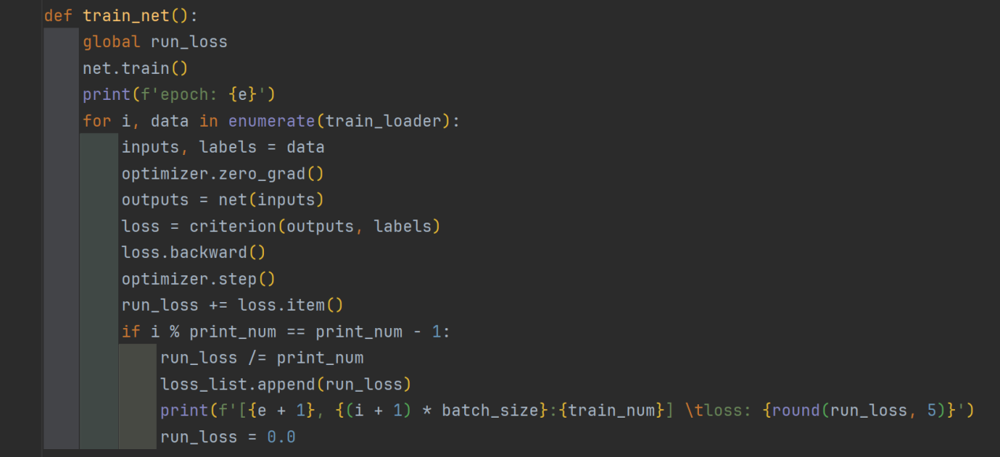 def train_net():
    global run_loss
    net.train()
    print(f'epoch: {e}')
    for i, data in enumerate(train_loader):
        inputs, labels = data
        optimizer.zero_grad()
        outputs = net(inputs)
        loss = criterion(outputs, labels)
        loss.backward()
        optimizer.step()
        run_loss += loss.item()
        if i % print_num == print_num - 1:
            run_loss /= print_num
            loss_list.append(run_loss)
            print(f'[{e + 1}, {(i + 1) * batch_size}:{train_num}] \tloss: {round(run_loss, 5)}')
            run_loss = 0.0